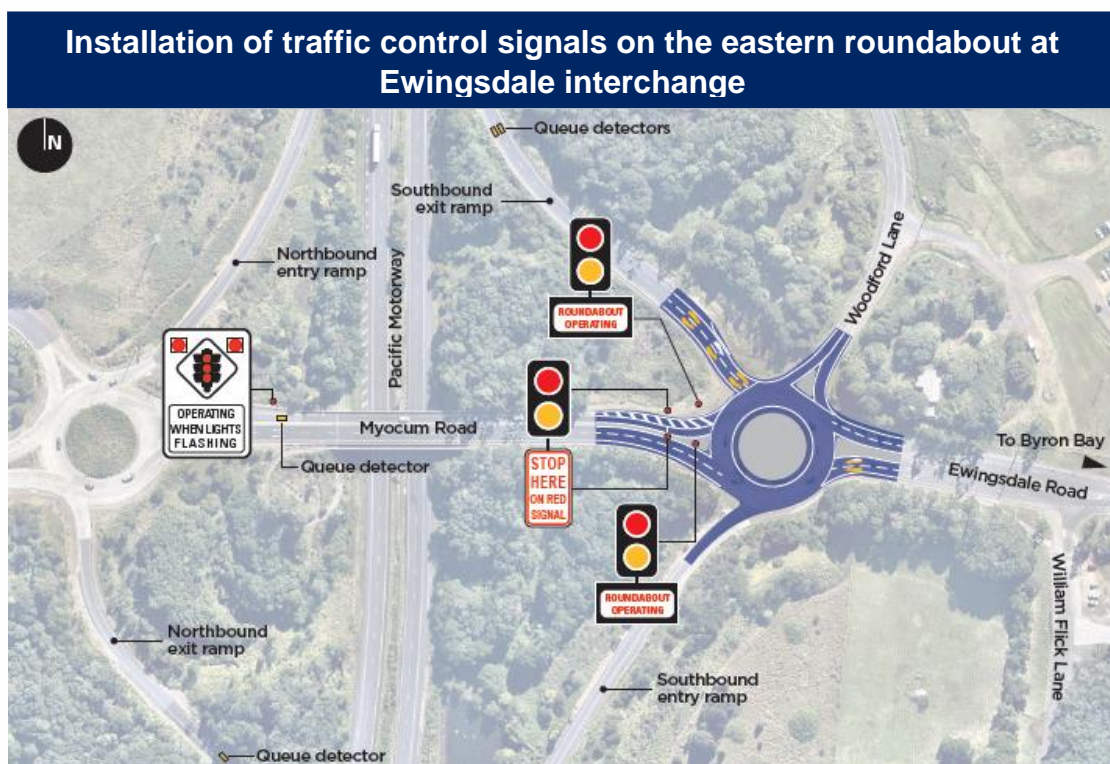 Installation of traffic control signals on the eastern roundabout at
Ewingsdale interchange
N
Queue detectors
Southbound
exit ramp
Northbound
entry ramp
Pacific Motorway
Woodford Lane
ROUNDABOUT
OPERATING
OPERATING
WHEN LIGHTS
FLASHING
Myocum Road
Queue detector
STOP
HERE
ON RED
SIGNAL
To Byron Bay
Ewingsdale Road
ROUNDABOUT
OPERATING
William Flick Lane
Northbound
exit ramp
Southbound
entry ramp
Queue detector